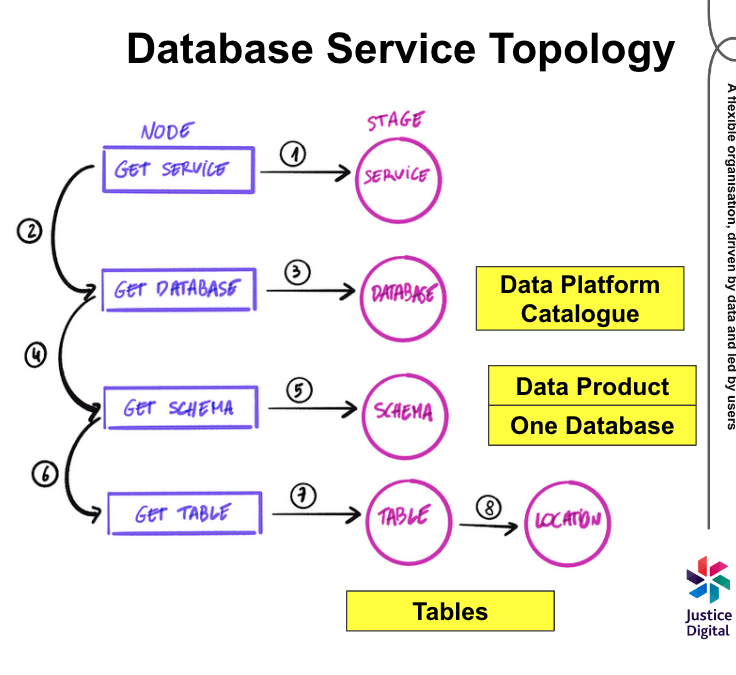 Database Service Topology
NODE
STAGE
GET SERVICE
1
SERVICE
2
GET DATABASE
3
DATABASE
Data Platform
Catalogue
4
GET SCHEMA
5
SCHEMA
Data Product
One Database
6
GET TABLE
7
TABLE
8
LOCATION
Tables
A flexible organisation, driven by data and led by users
Justice
Digital